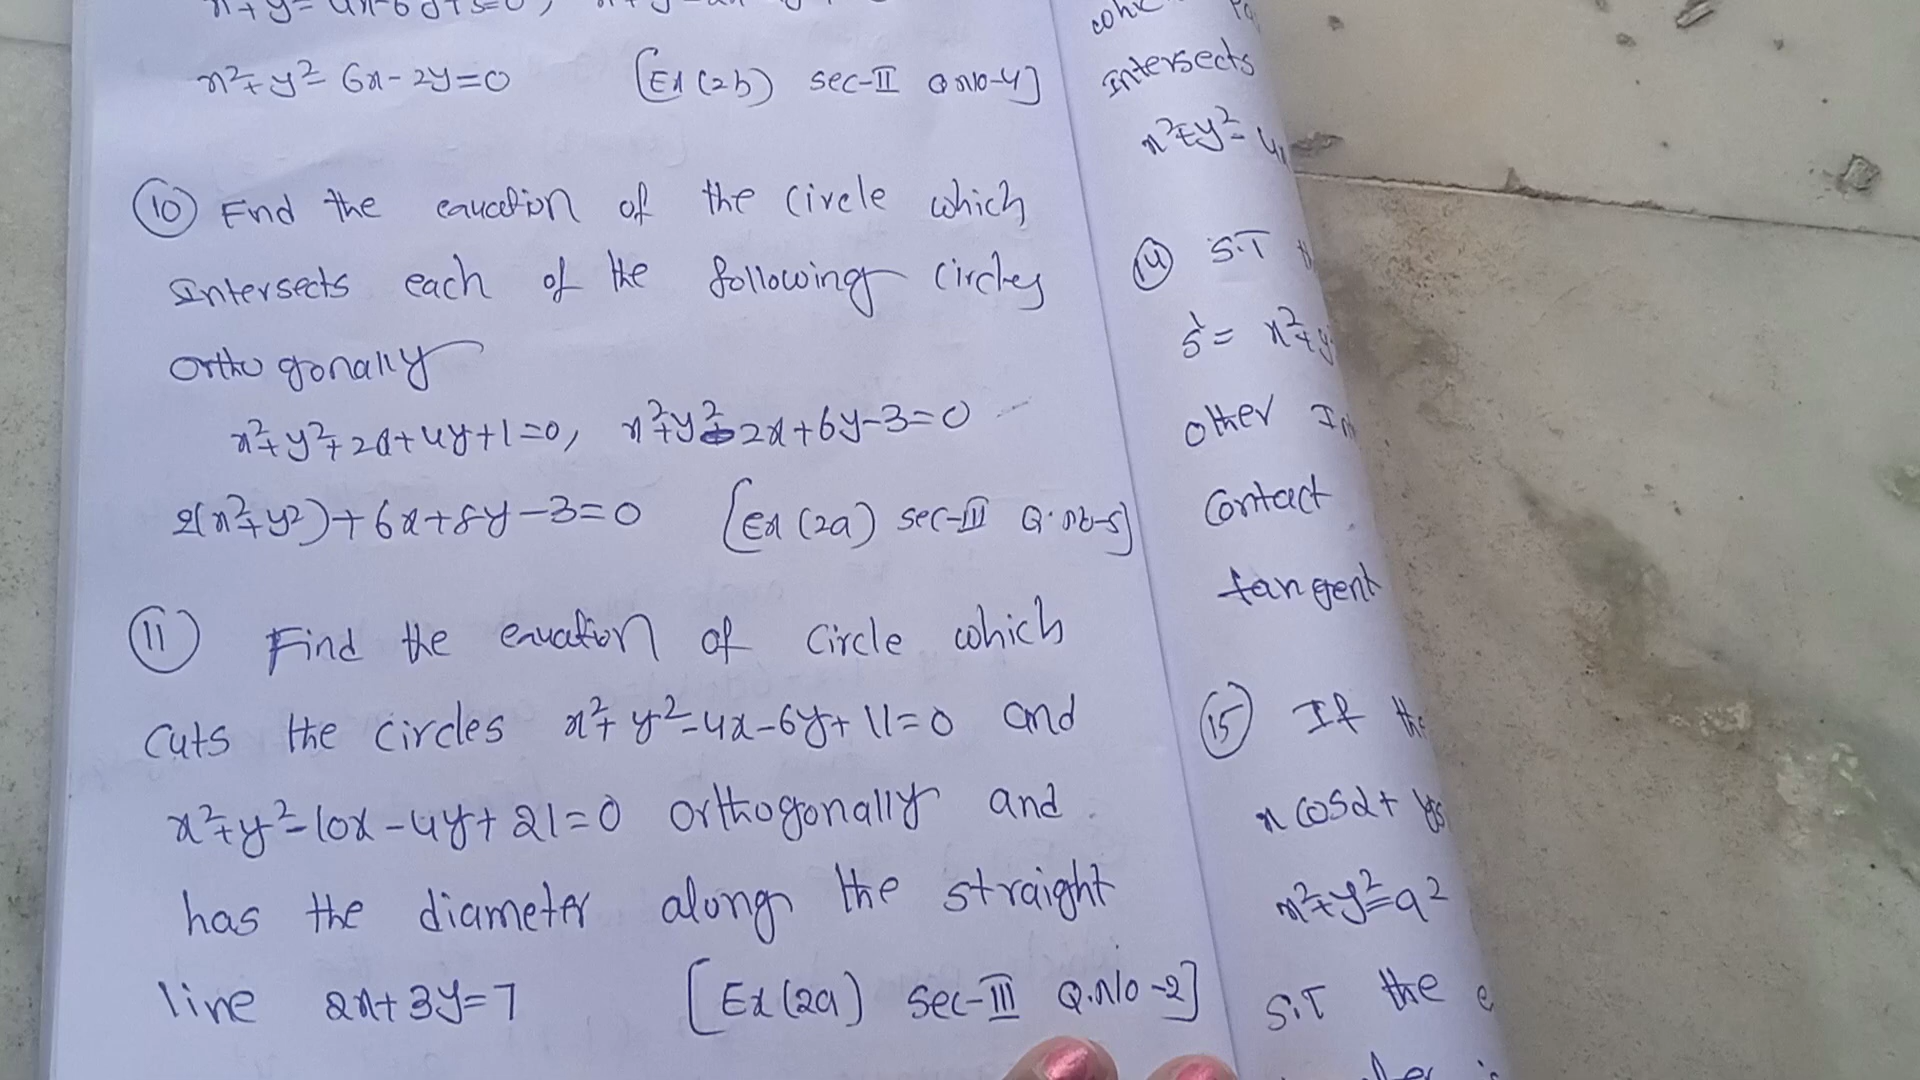 x²+y²-6x-2y=0 [Ex (2b) sec-II Q.No-4]
(10) Find the equation of the circle which
intersects each of the following circles
orthogonally
x²+y²+2x+4y+1=0, x²+y²-2x+6y-3=0
2(x²+y²)+6x+8y-3=0 [Ex (2a) sec-III Q.No-5]
(11) Find the equation of circle which
cuts the circles x²+y²-4x-6y+11=0 and
x²+y²-10x-4y+21=0 orthogonally and
has the diameter along the straight
line 2x+3y=7 [Ex (2a) sec-III Q.No-2]
intersects
x²+y²-4x
(14) S.T
S'= x²+y
other
contact
tangent
(15) If the
x cosα+
x²+y²=a²
S.T the